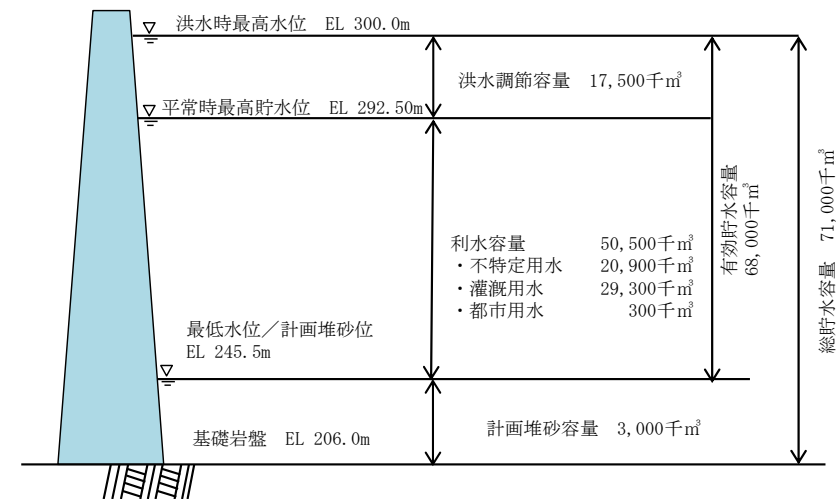 洪水時最高水位 EL 300.0m
洪水調節容量 17,500千㎥
平常時最高貯水位 EL 292.50m
有効貯水容量
68,000千㎥
総貯水容量 71,000千㎥
利水容量 50,500千㎥
・不特定用水 20,900千㎥
・灌漑用水 29,300千㎥
・都市用水 300千㎥
最低水位／計画堆砂位
EL 245.5m
計画堆砂容量 3,000千㎥
基礎岩盤 EL 206.0m